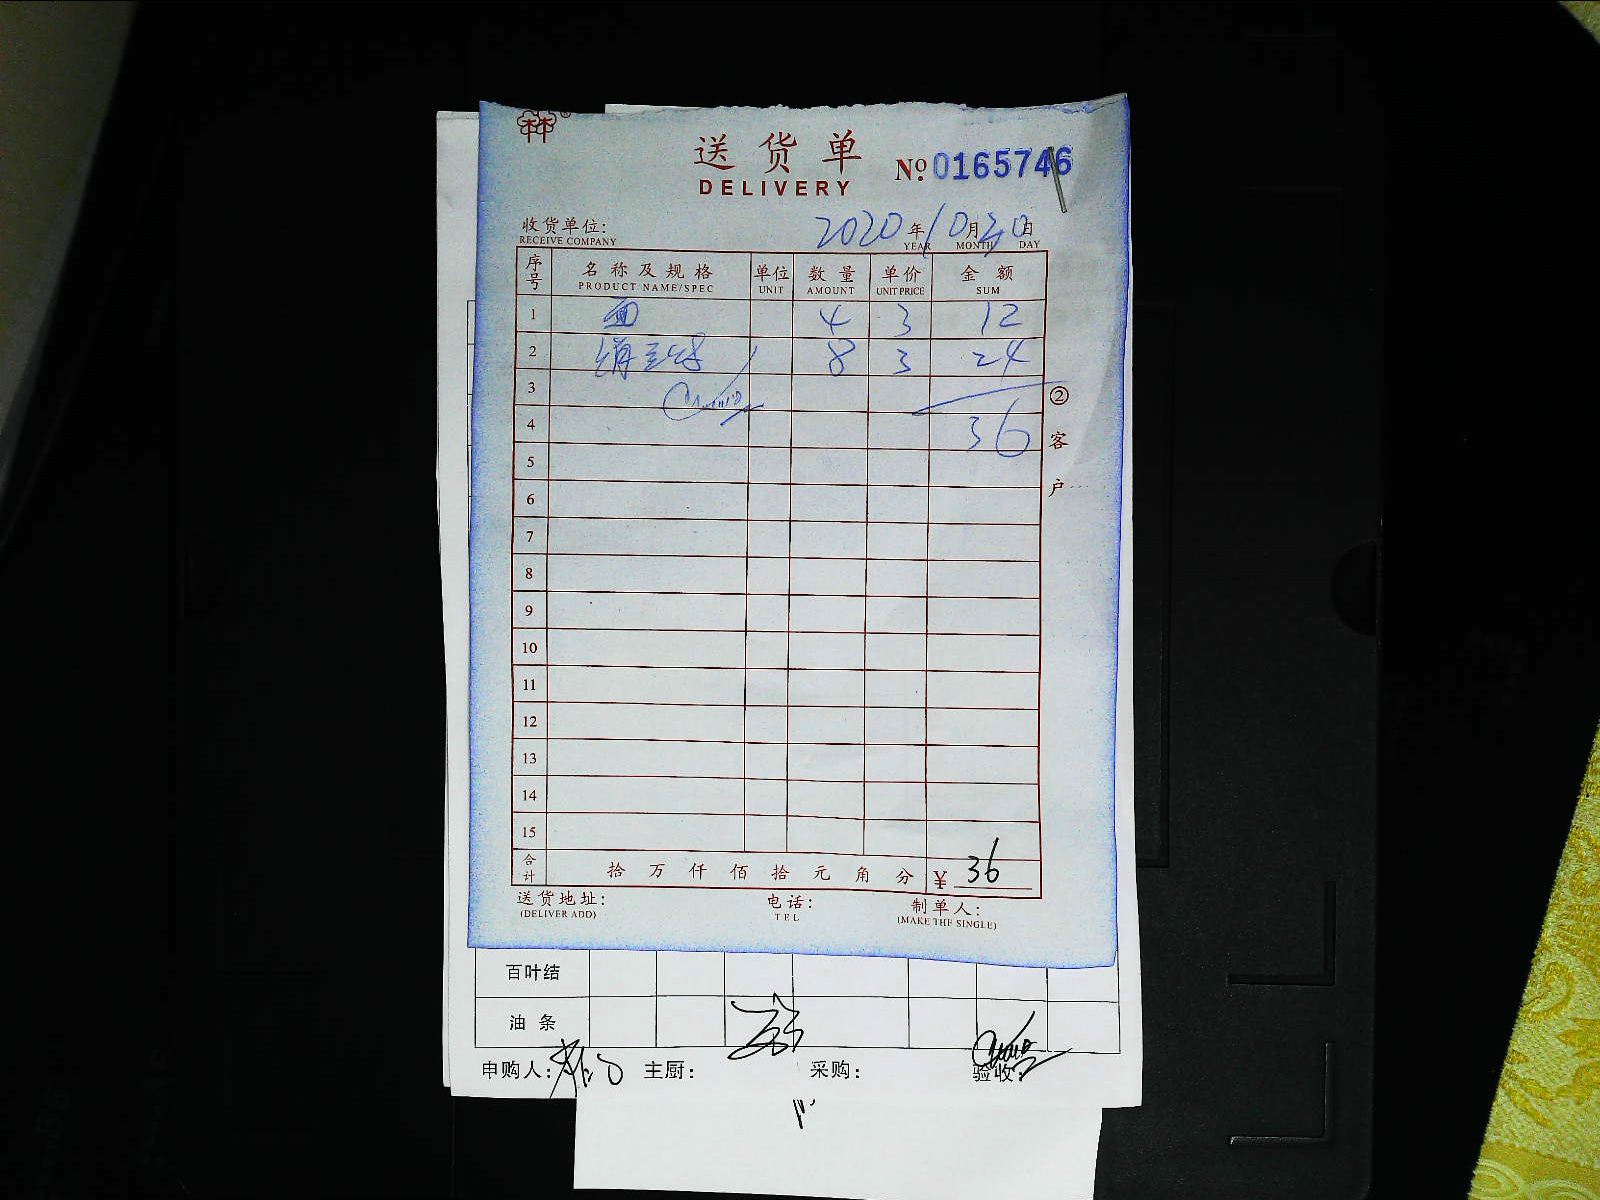 林
送货单
DELIVERY
№ 0165746
收货单位:
RECEIVE COMPANY
2020年10月20日
YEAR MONTH DAY
序号 名称及规格 单位 数量 单价 金额
PRODUCT NAME/SPEC UNIT AMOUNT UNIT PRICE SUM
1 面 4 3 12
2 绢豆 8 3 24
3
4 36
5
6
7
8
9
10
11
12
13
14
15
合计 拾万仟佰拾元角分 ¥ 36
②客户
送货地址: 电话: 制单人:
(DELIVER ADD) TEL (MAKE THE SINGLE)
百叶结
油条
申购人: 主厨: 采购: 验收: